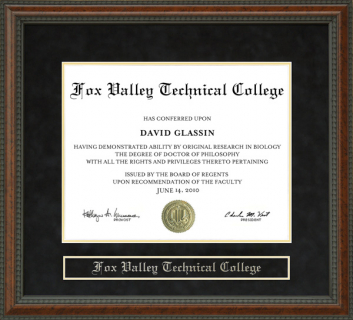 Fox Valley Technical College
HAS CONFERRED UPON
DAVID GLASSIN
HAVING DEMONSTRATED ABILITY BY ORIGINAL RESEARCH IN BIOLOGY
THE DEGREE OF DOCTOR OF PHILOSOPHY
WITH ALL THE RIGHTS AND PRIVILEGES THERETO PERTAINING
ISSUED BY THE BOARD OF REGENTS
UPON RECOMMENDATION OF THE FACULTY
JUNE 14, 2010
PROVOST
PRESIDENT
Fox Valley Technical College